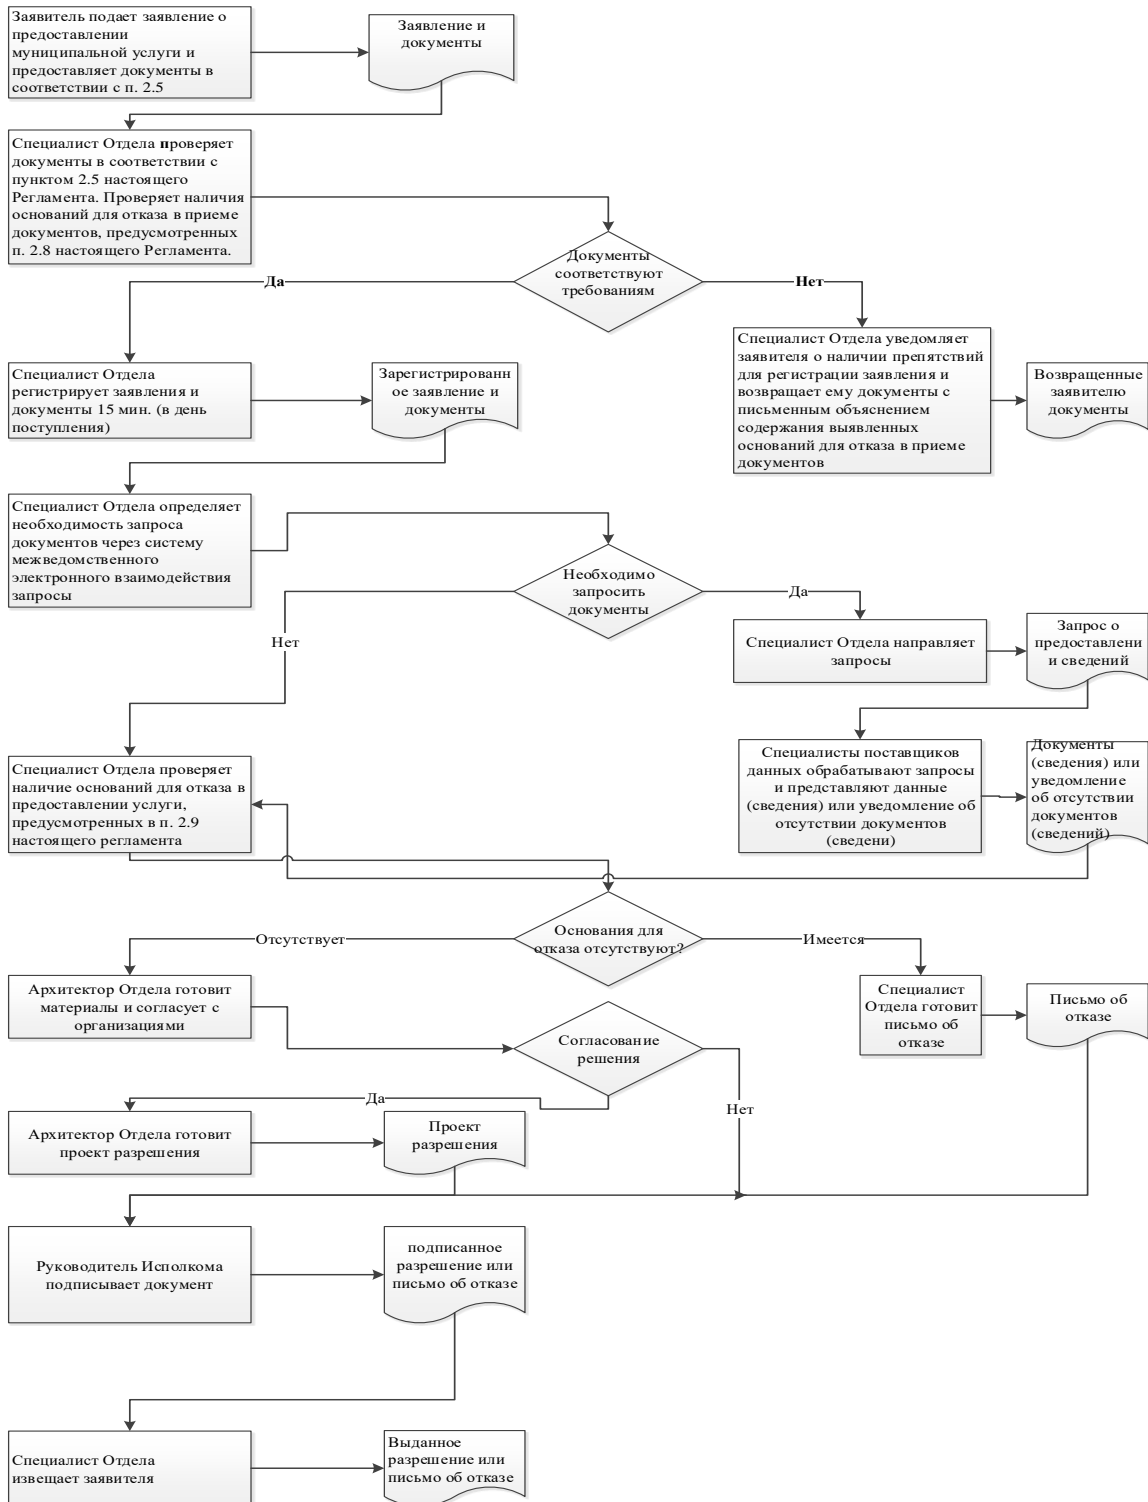 Заявитель подает заявление о
предоставлении
муниципальной услуги и
предоставляет документы в
соответствии с п. 2.5
Заявление и
документы
Специалист Отдела проверяет
документы в соответствии с
пунктом 2.5 настоящего
Регламента. Проверяет наличия
оснований для отказа в приеме
документов, предусмотренных
п. 2.8 настоящего Регламента.
Документы
соответствуют
требованиям
Да
Нет
Специалист Отдела
регистрирует заявления и
документы 15 мин. (в день
поступления)
Зарегистрированн
ое заявление и
документы
Специалист Отдела уведомляет
заявителя о наличии препятствий
для регистрации заявления и
возвращает ему документы с
письменным объяснением
содержания выявленных
оснований для отказа в приеме
документов
Возвращенные
заявителю
документы
Специалист Отдела определяет
необходимость запроса
документов через систему
межведомственного
электронного взаимодействия
запросы
Необходимо
запросить
документы
Да
Нет
Специалист Отдела направляет
запросы
Запрос о
предоставлени
и сведений
Специалист Отдела проверяет
наличие оснований для отказа в
предоставлении услуги,
предусмотренных в п. 2.9
настоящего регламента
Специалисты поставщиков
данных обрабатывают запросы
и представляют данные
(сведения) или уведомление об
отсутствии документов
(сведени)
Документы
(сведения) или
уведомление
об отсутствии
документов
(сведений)
Основания для
отказа отсутствуют?
Отсутствует
Имеется
Архитектор Отдела готовит
материалы и согласует с
организациями
Согласование
решения
Специалист
Отдела готовит
письмо об
отказе
Письмо об
отказе
Да
Нет
Архитектор Отдела готовит
проект разрешения
Проект
разрешения
Руководитель Исполкома
подписывает документ
подписанное
разрешение или
письмо об отказе
Специалист Отдела
извещает заявителя
Выданное
разрешение или
письмо об отказе